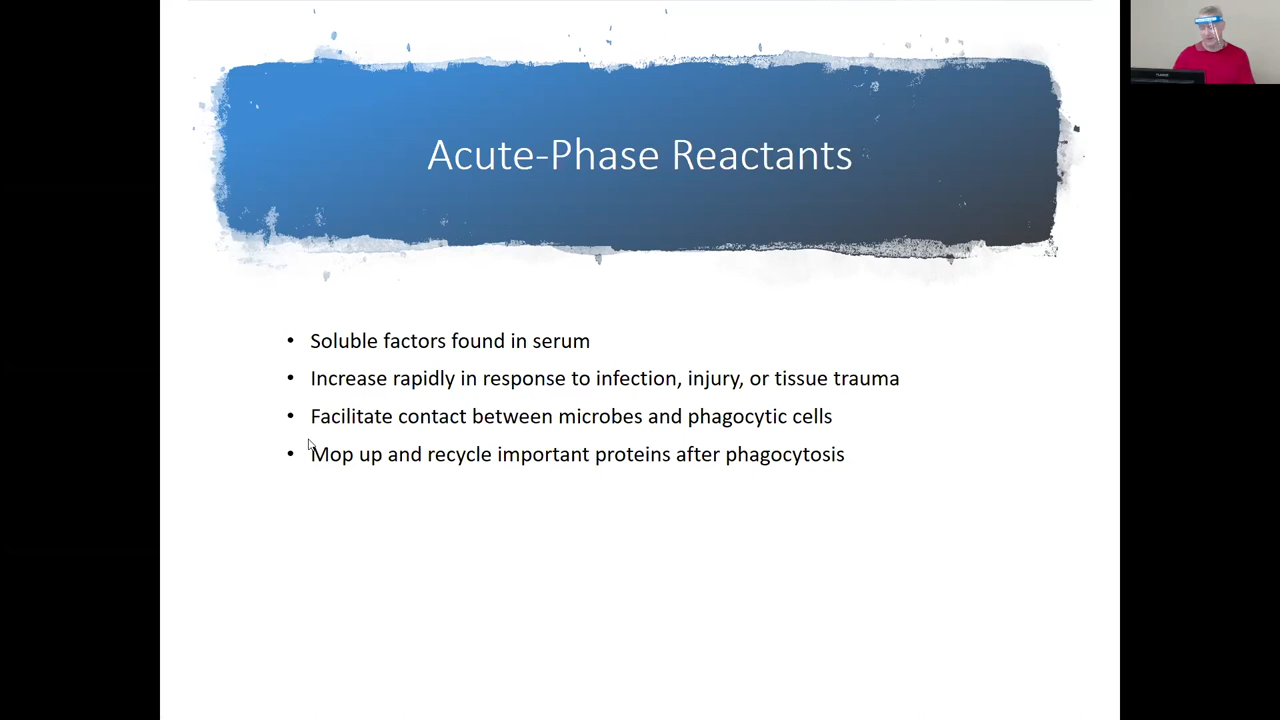 Acute-Phase Reactants
• Soluble factors found in serum
• Increase rapidly in response to infection, injury, or tissue trauma
• Facilitate contact between microbes and phagocytic cells
• Mop up and recycle important proteins after phagocytosis